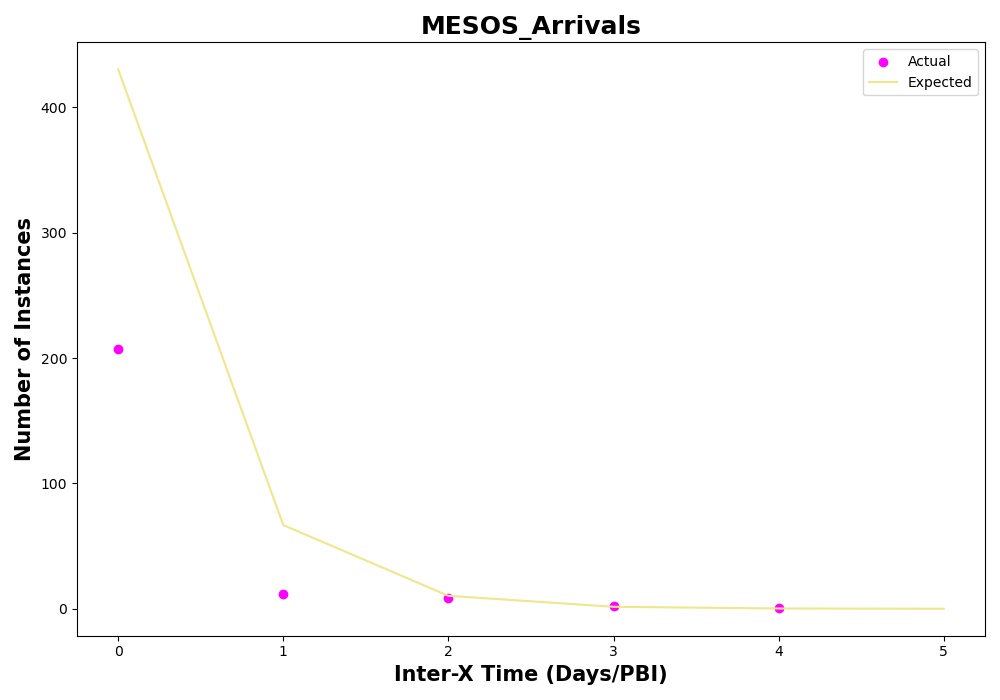 MESOS_Arrivals
Actual
Expected
400
300
200
100
0
Number of Instances
0 1 2 3 4 5
Inter-X Time (Days/PBI)